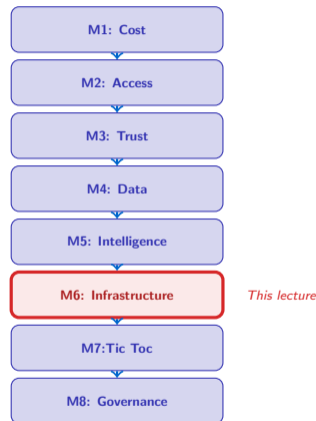 M1: Cost
M2: Access
M3: Trust
M4: Data
M5: Intelligence
M6: Infrastructure
This lecture
M7:Tic Toc
M8: Governance